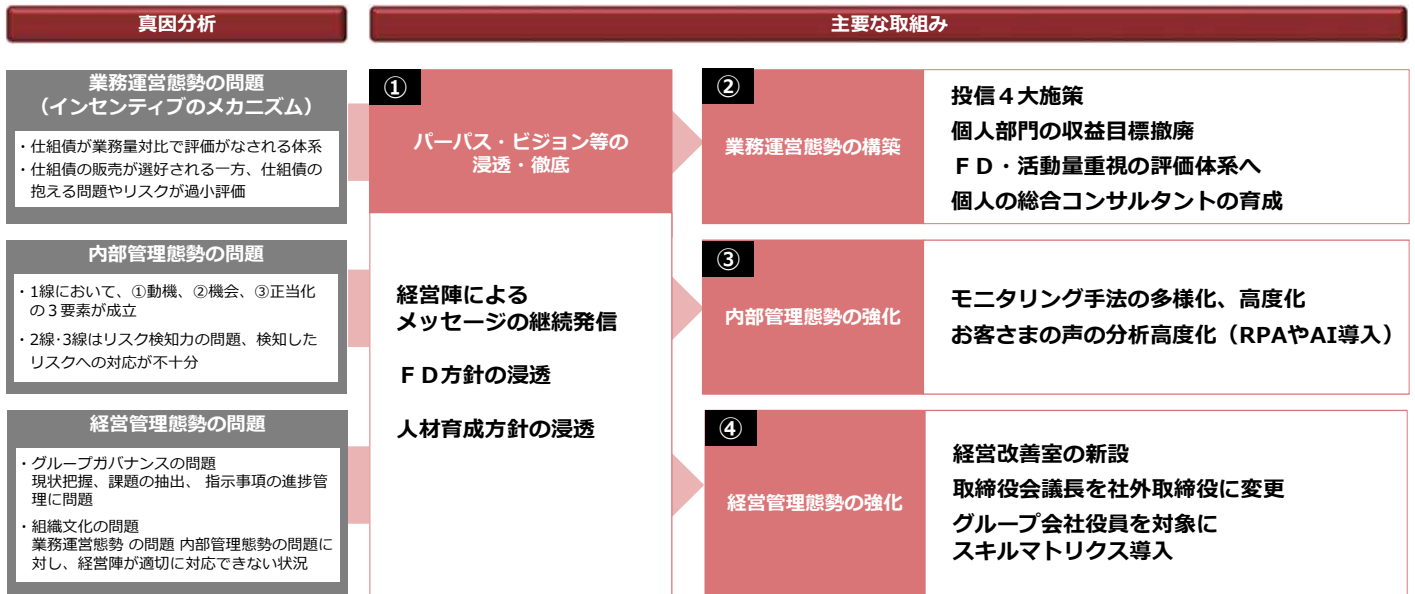 真因分析
主要な取組み
業務運営態勢の問題
（インセンティブのメカニズム）
・仕組債が業務量対比で評価がなされる体系
・仕組債の販売が選好される一方、仕組債の
抱える問題やリスクが過小評価
内部管理態勢の問題
・1線において、①動機、②機会、③正当化
の３要素が成立
・2線･3線はリスク検知力の問題、検知した
リスクへの対応が不十分
経営管理態勢の問題
・グループガバナンスの問題
現状把握、課題の抽出、 指示事項の進捗管
理に問題
・組織文化の問題
業務運営態勢 の問題 内部管理態勢の問題に
対し、経営陣が適切に対応できない状況
①
パーパス・ビジョン等の
浸透・徹底
経営陣による
メッセージの継続発信
ＦＤ方針の浸透
人材育成方針の浸透
②
業務運営態勢の構築
投信４大施策
個人部門の収益目標撤廃
ＦＤ・活動量重視の評価体系へ
個人の総合コンサルタントの育成
③
内部管理態勢の強化
モニタリング手法の多様化、高度化
お客さまの声の分析高度化（RPAやAI導入）
④
経営管理態勢の強化
経営改善室の新設
取締役会議長を社外取締役に変更
グループ会社役員を対象に
スキルマトリクス導入